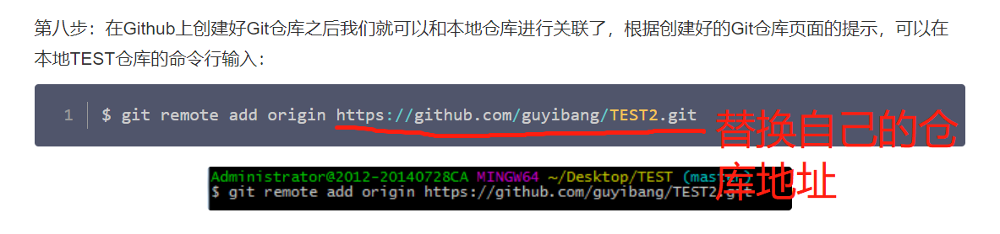 第八步：在Github上创建好Git仓库之后我们就可以和本地仓库进行关联了，根据创建好的Git仓库页面的提示，可以在
本地TEST仓库的命令行输入：
1 $ git remote add origin https://github.com/guyibang/TEST2.git
替换自己的仓
库地址
Administrator@2012-20140728CA MINGW64 ~/Desktop/TEST (master)
$ git remote add origin https://github.com/guyibang/TEST2.git